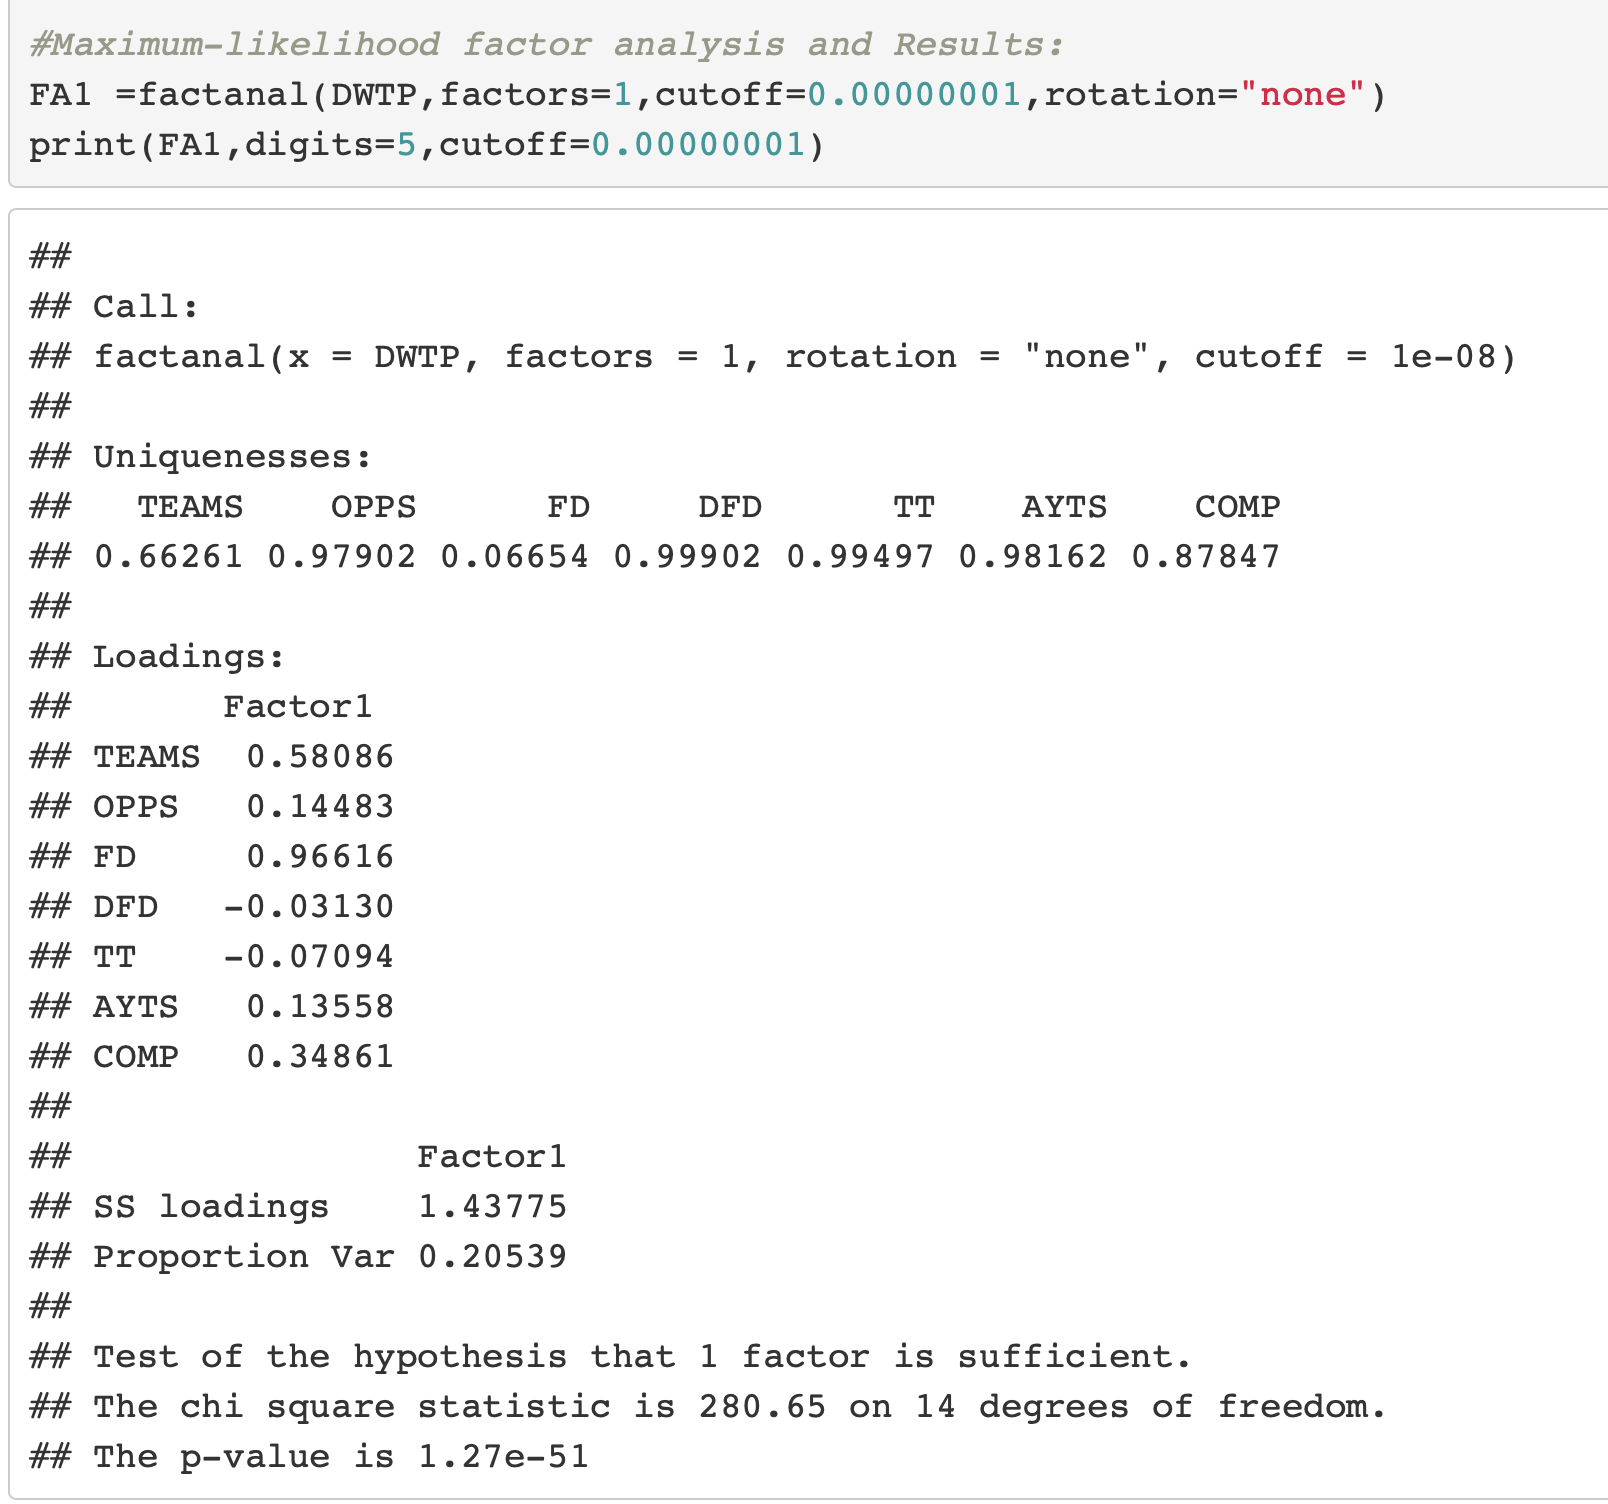 #Maximum-likelihood factor analysis and Results:
FA1 =factanal(DWTP,factors=1,cutoff=0.00000001,rotation="none")
print(FA1,digits=5,cutoff=0.00000001)
##
## Call:
## factanal(x = DWTP, factors = 1, rotation = "none", cutoff = 1e-08)
##
## Uniquenesses:
##   TEAMS    OPPS      FD     DFD      TT    AYTS    COMP
## 0.66261 0.97902 0.06654 0.99902 0.99497 0.98162 0.87847
##
## Loadings:
##       Factor1
## TEAMS  0.58086
## OPPS   0.14483
## FD     0.96616
## DFD   -0.03130
## TT    -0.07094
## AYTS   0.13558
## COMP   0.34861
##
##                Factor1
## SS loadings    1.43775
## Proportion Var 0.20539
##
## Test of the hypothesis that 1 factor is sufficient.
## The chi square statistic is 280.65 on 14 degrees of freedom.
## The p-value is 1.27e-51